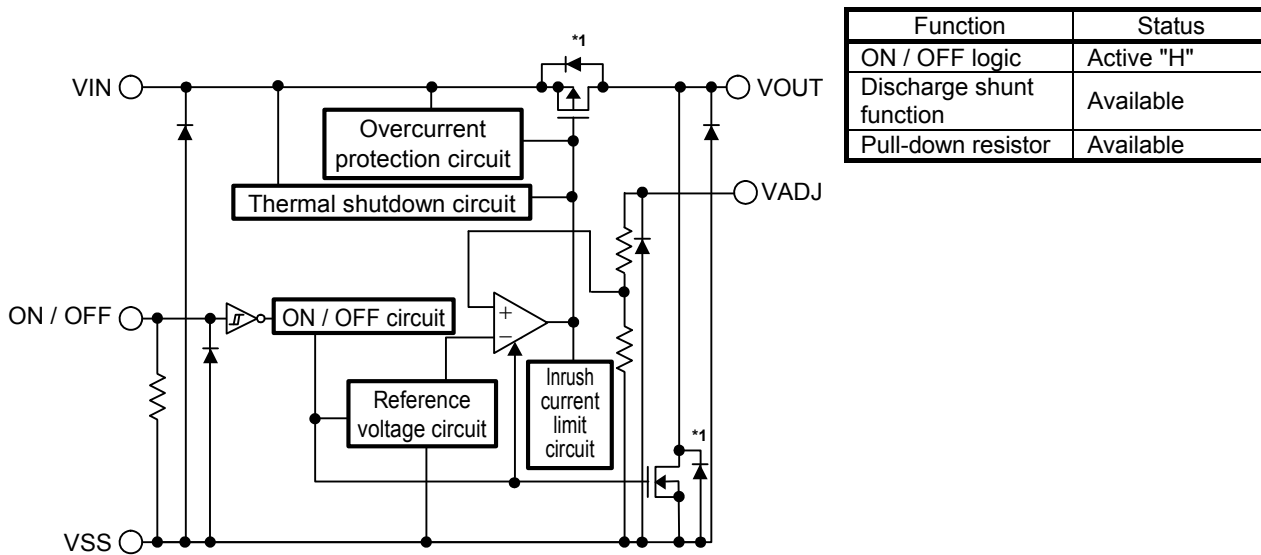 *1
VIN
VOUT
Overcurrent
protection circuit
Thermal shutdown circuit
VADJ
ON / OFF
ON / OFF circuit
+
−
Reference
voltage circuit
Inrush
current
limit
circuit
*1
VSS
Function Status
ON / OFF logic Active "H"
Discharge shunt
function Available
Pull-down resistor Available